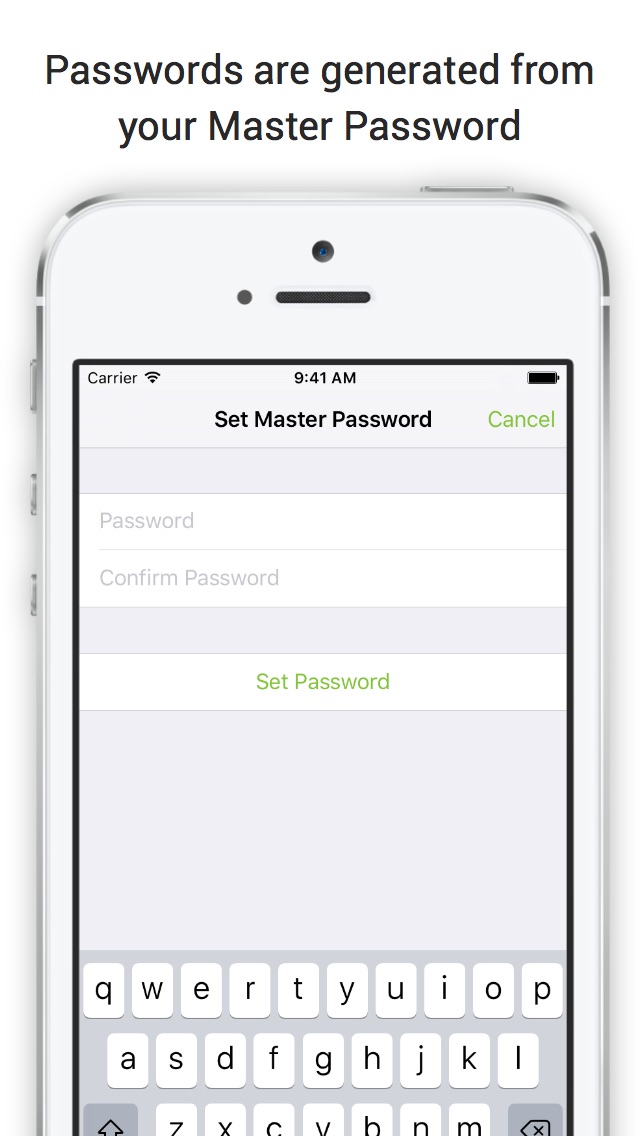 Passwords are generated from
your Master Password
Carrier 9:41 AM
Set Master Password Cancel
Password
Confirm Password
Set Password
q w e r t y u i o p
a s d f g h j k l
z x c v b n m